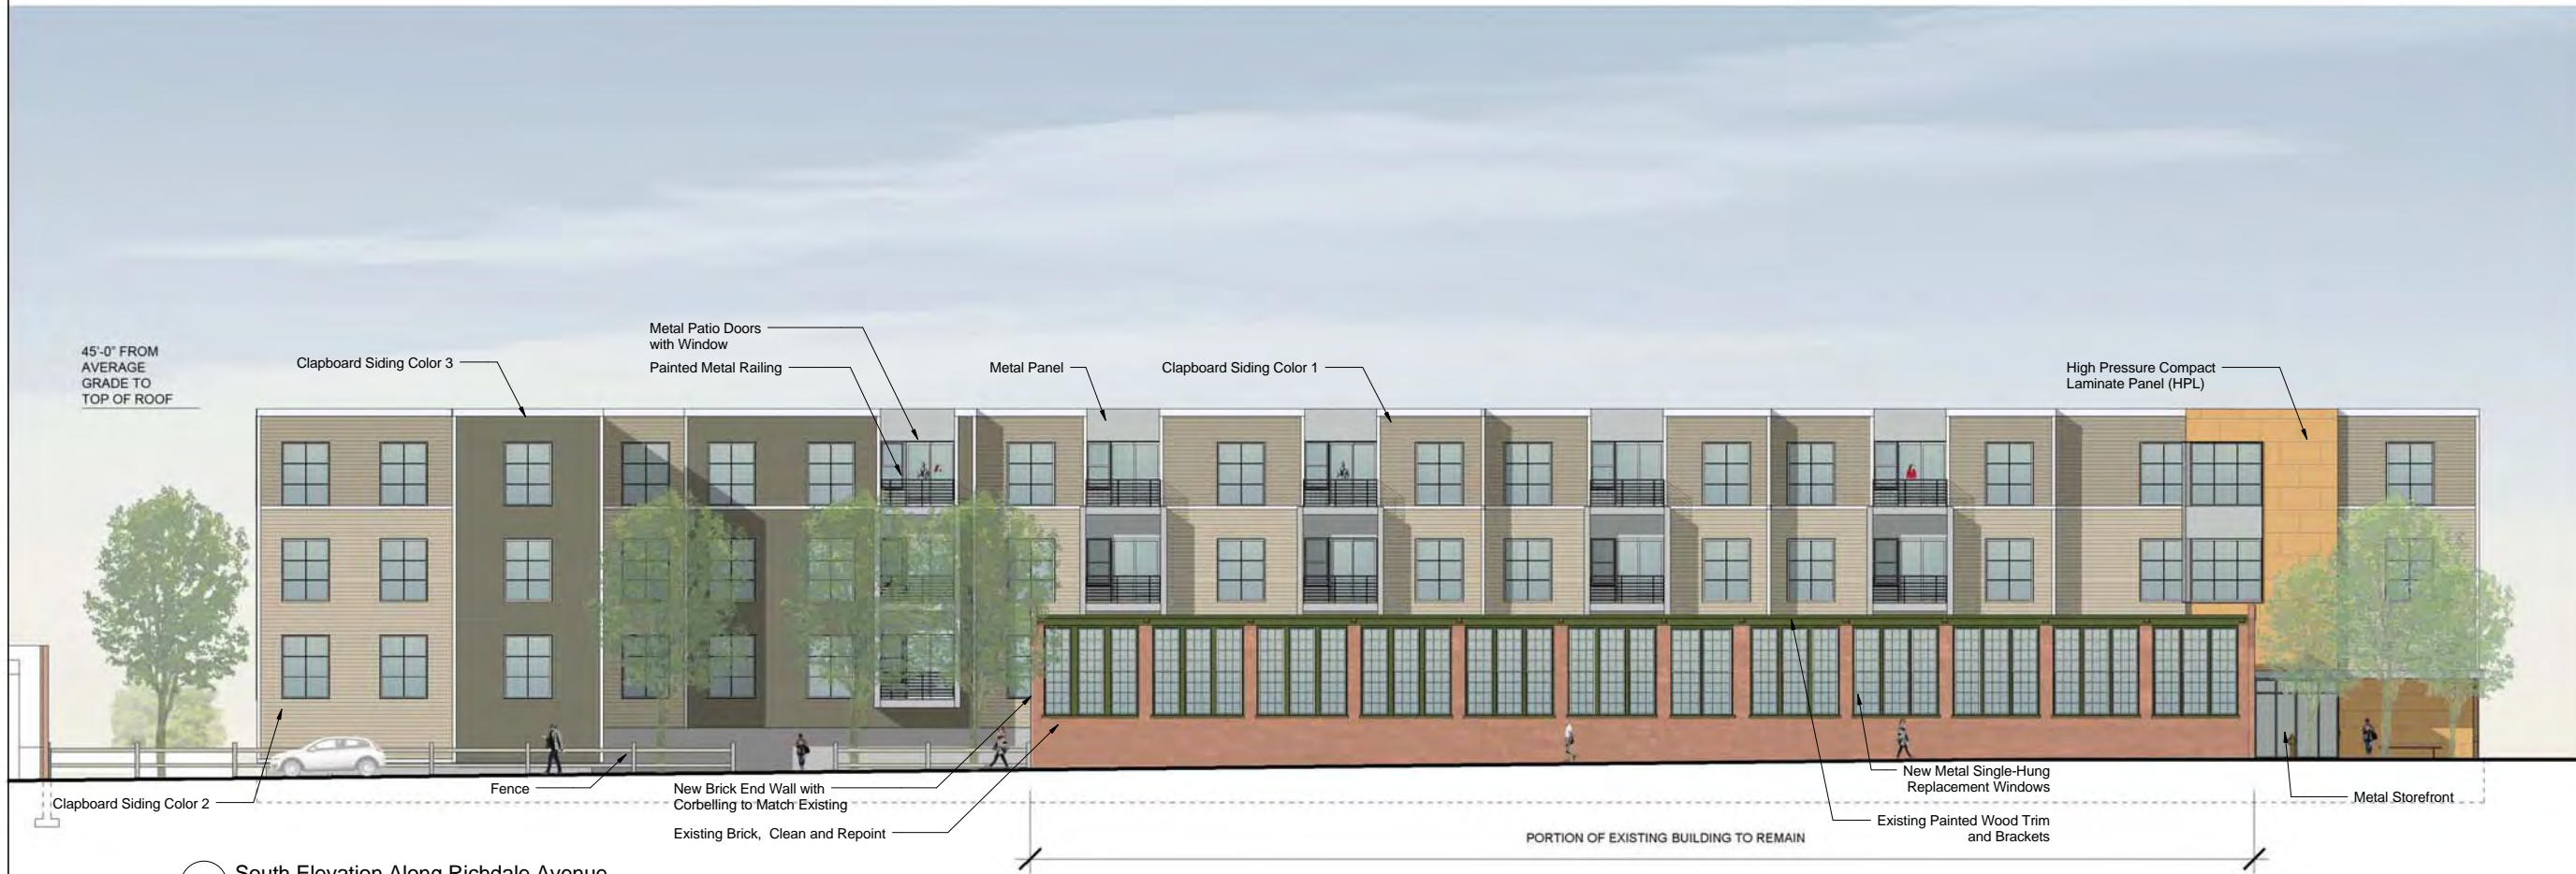 45'-0" FROM
AVERAGE
GRADE TO
TOP OF ROOF
Clapboard Siding Color 3
Metal Patio Doors
with Window
Painted Metal Railing
Metal Panel
Clapboard Siding Color 1
High Pressure Compact
Laminate Panel (HPL)
Clapboard Siding Color 2
Fence
New Brick End Wall with
Corbelling to Match Existing
Existing Brick, Clean and Repoint
New Metal Single-Hung
Replacement Windows
Existing Painted Wood Trim
and Brackets
Metal Storefront
PORTION OF EXISTING BUILDING TO REMAIN
South Elevation Along Richdale Avenue